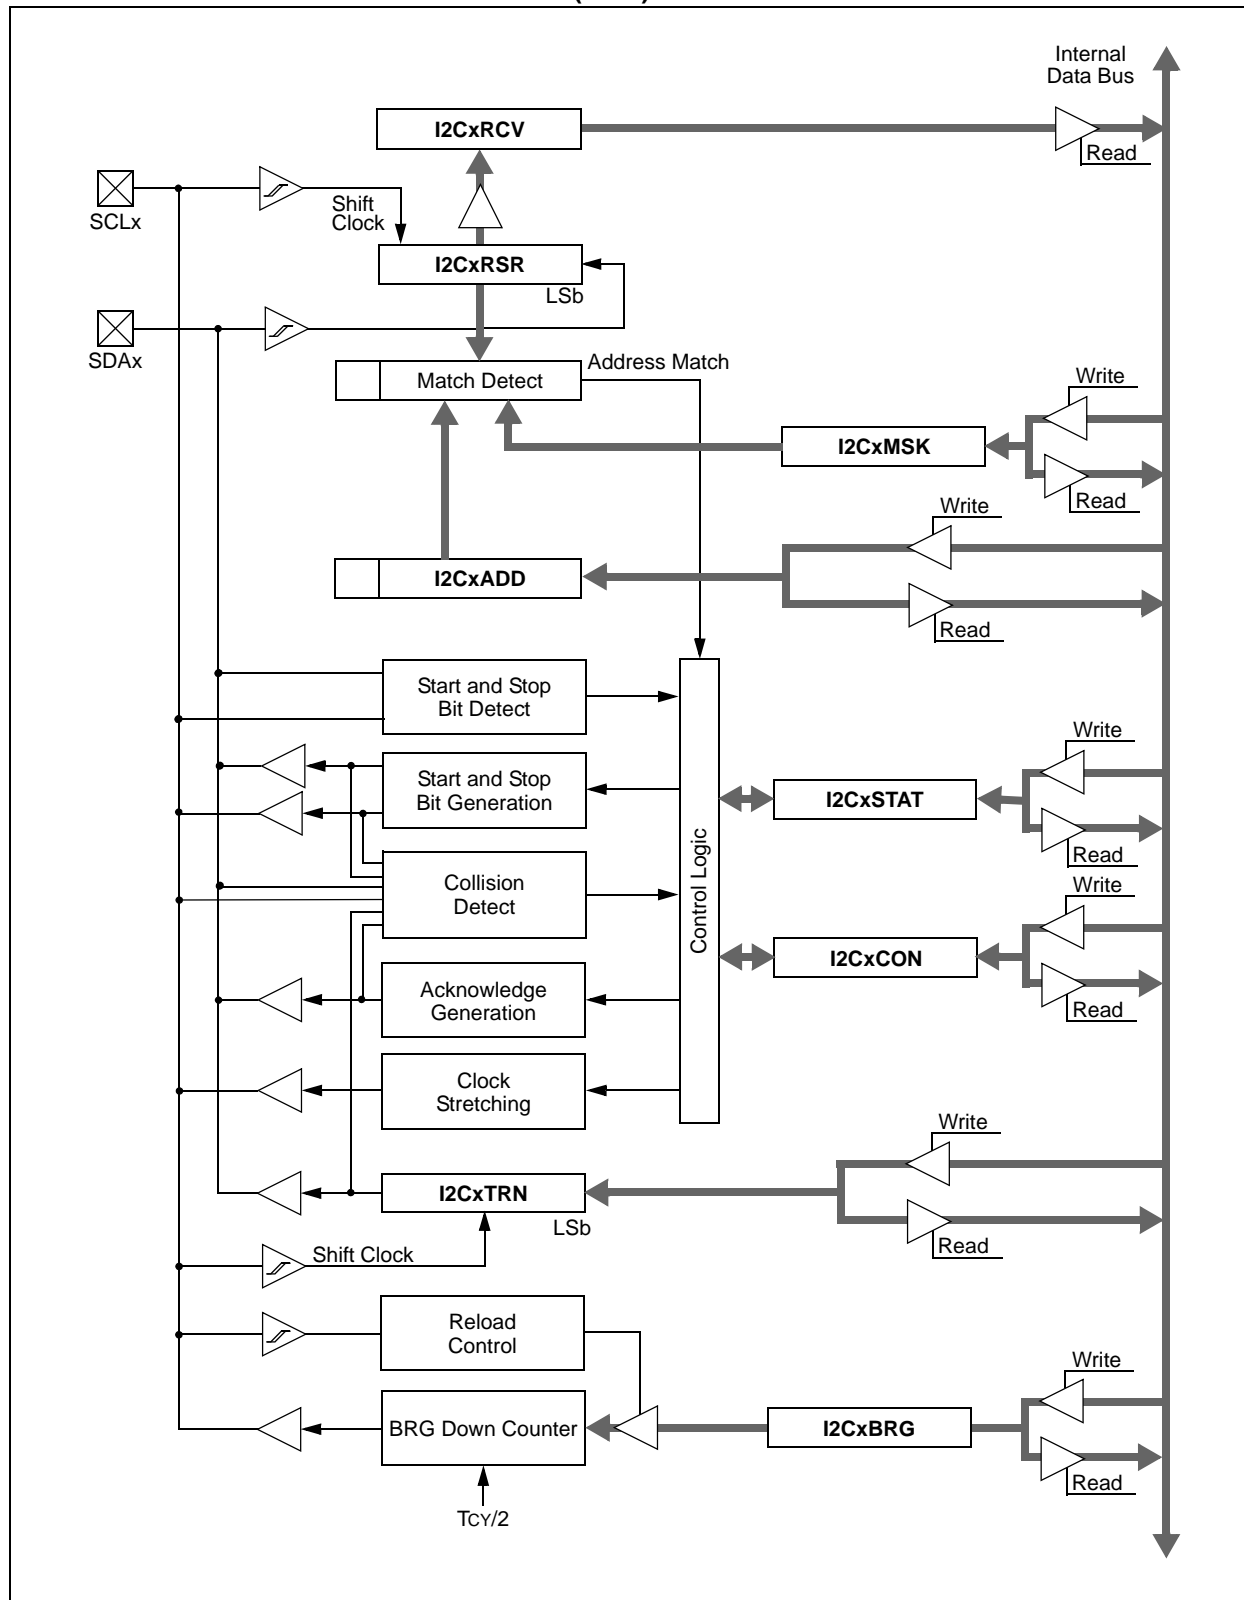 Internal
Data Bus
I2CxRCV
Read
SCLx
Shift
Clock
I2CxRSR
LSb
SDAx
Match Detect
Address Match
Write
I2CxMSK
Read
Write
I2CxADD
Read
Start and Stop
Bit Detect
Write
Start and Stop
Bit Generation
I2CxSTAT
Read
Control Logic
Collision
Detect
Write
I2CxCON
Read
Acknowledge
Generation
Clock
Stretching
Write
I2CxTRN
LSb
Read
Shift Clock
Reload
Control
Write
BRG Down Counter
I2CxBRG
Read
TCY/2